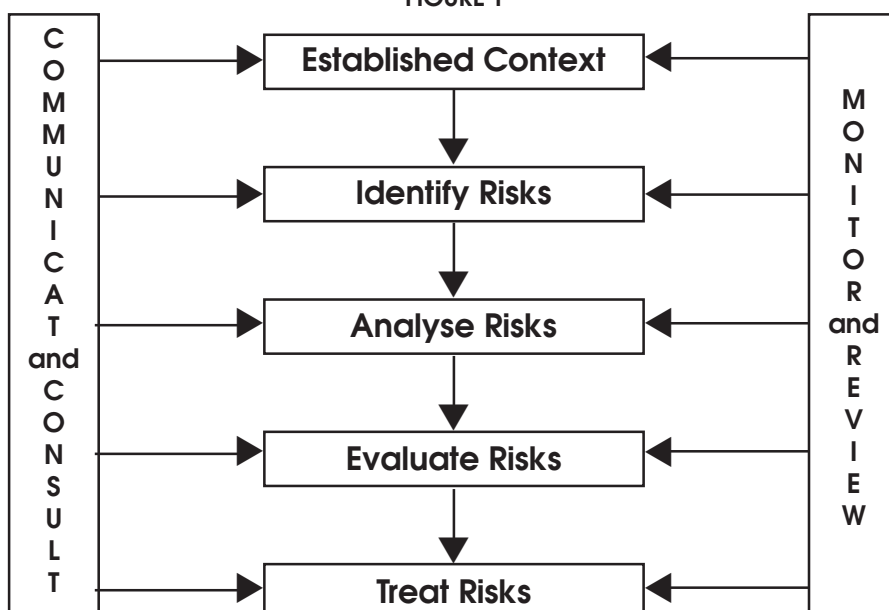 FIGURE 1
C
O
M
M
U
N
I
C
A
T
and
C
O
N
S
U
L
T
Established Context
Identify Risks
Analyse Risks
Evaluate Risks
Treat Risks
M
O
N
I
T
O
R
and
R
E
V
I
E
W